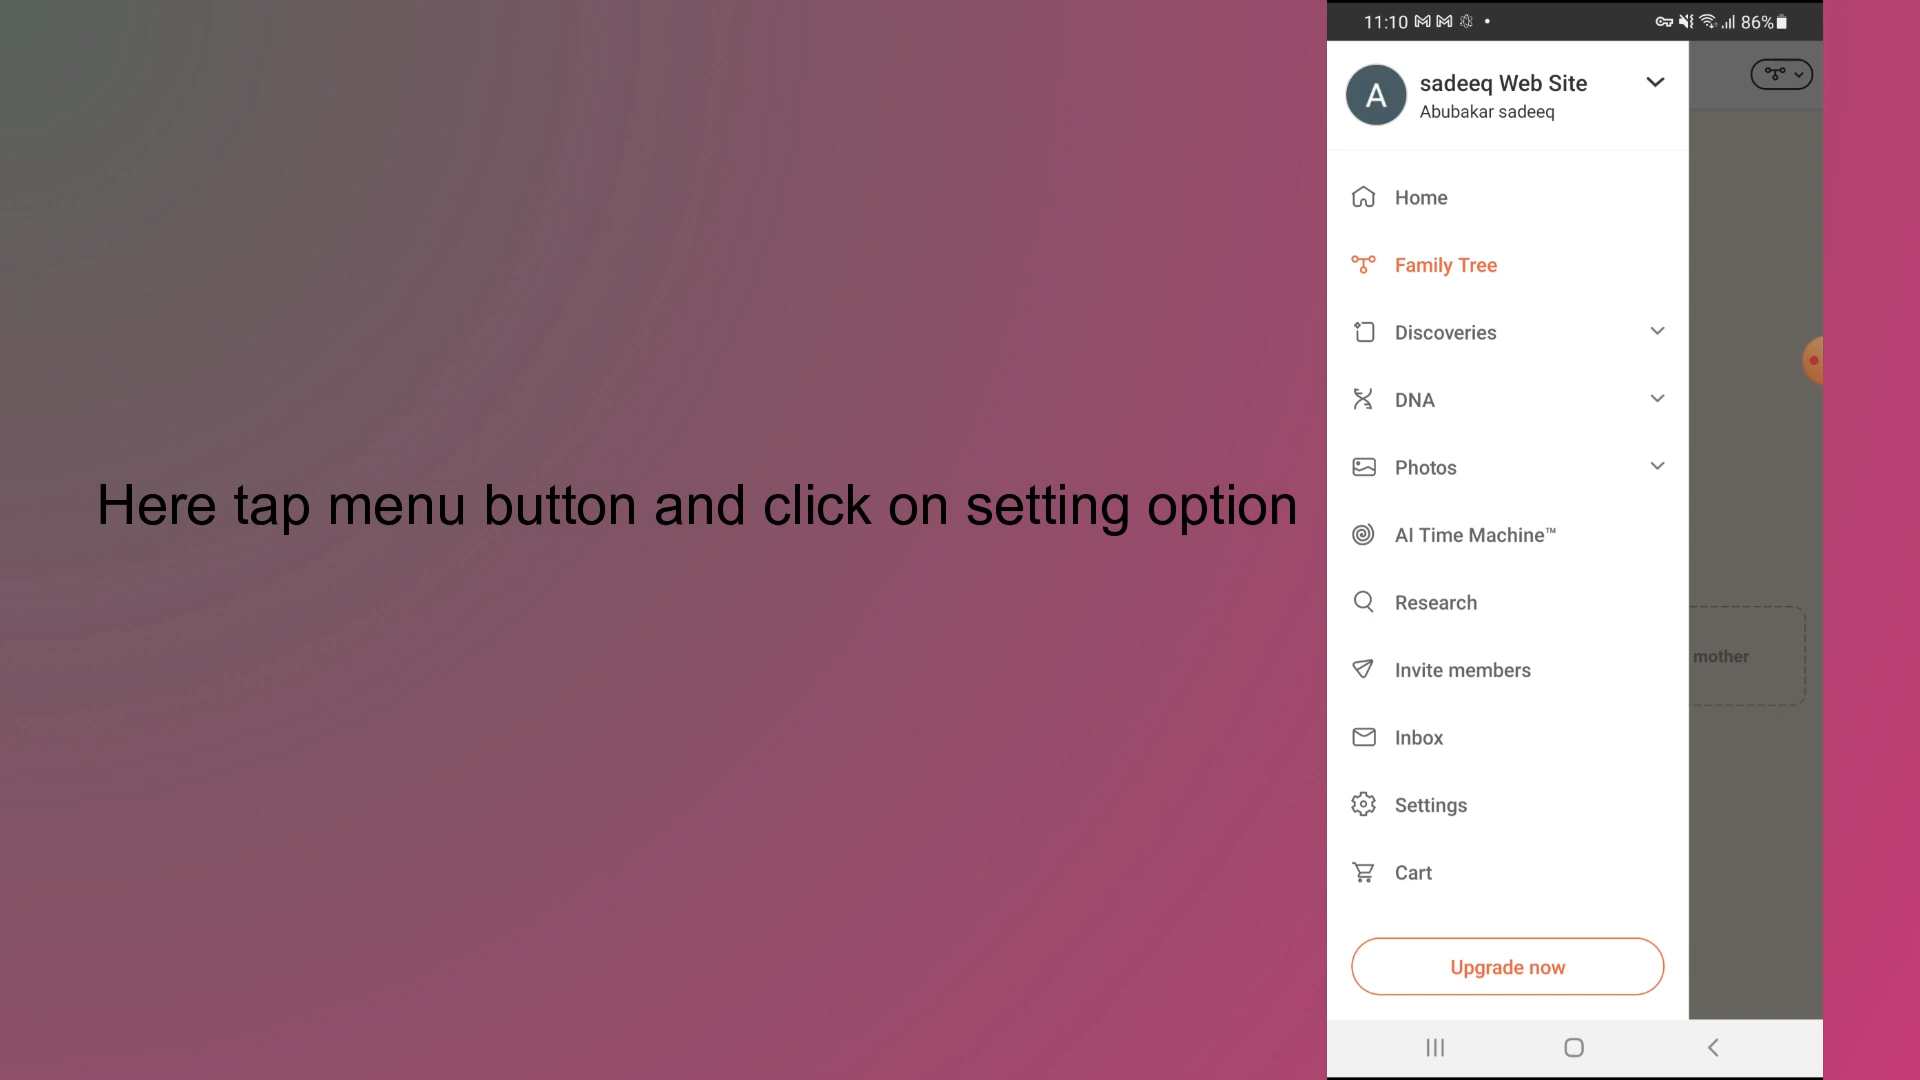 11:10
86%
sadeeq Web Site
Abubakar sadeeq
Home
Family Tree
Discoveries
DNA
Photos
AI Time Machine™
Research
Invite members
Inbox
Settings
Cart
Upgrade now
mother
Here tap menu button and click on setting option